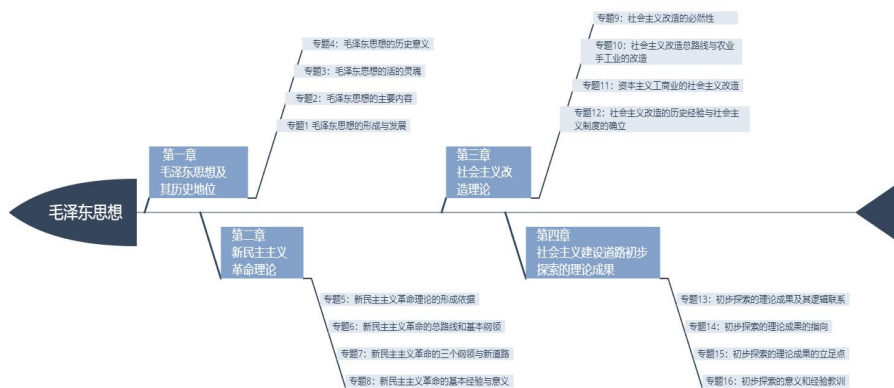 毛泽东思想
第一章
毛泽东思想及
其历史地位
专题4：毛泽东思想的历史意义
专题3：毛泽东思想的活的灵魂
专题2：毛泽东思想的主要内容
专题1 毛泽东思想的形成与发展
第二章
新民主主义
革命理论
专题5：新民主主义革命理论的形成依据
专题6：新民主主义革命的总路线和基本纲领
专题7：新民主主义革命的三个纲领与新道路
专题8：新民主主义革命的基本经验与意义
第三章
社会主义改
造理论
专题9：社会主义改造的必然性
专题10：社会主义改造总路线与农业
手工业的改造
专题11：资本主义工商业的社会主义改造
专题12：社会主义改造的历史经验与社会主
义制度的确立
第四章
社会主义建设道路初步
探索的理论成果
专题13：初步探索的理论成果及其逻辑联系
专题14：初步探索的理论成果的指向
专题15：初步探索的理论成果的立足点
专题16：初步探索的意义和经验教训